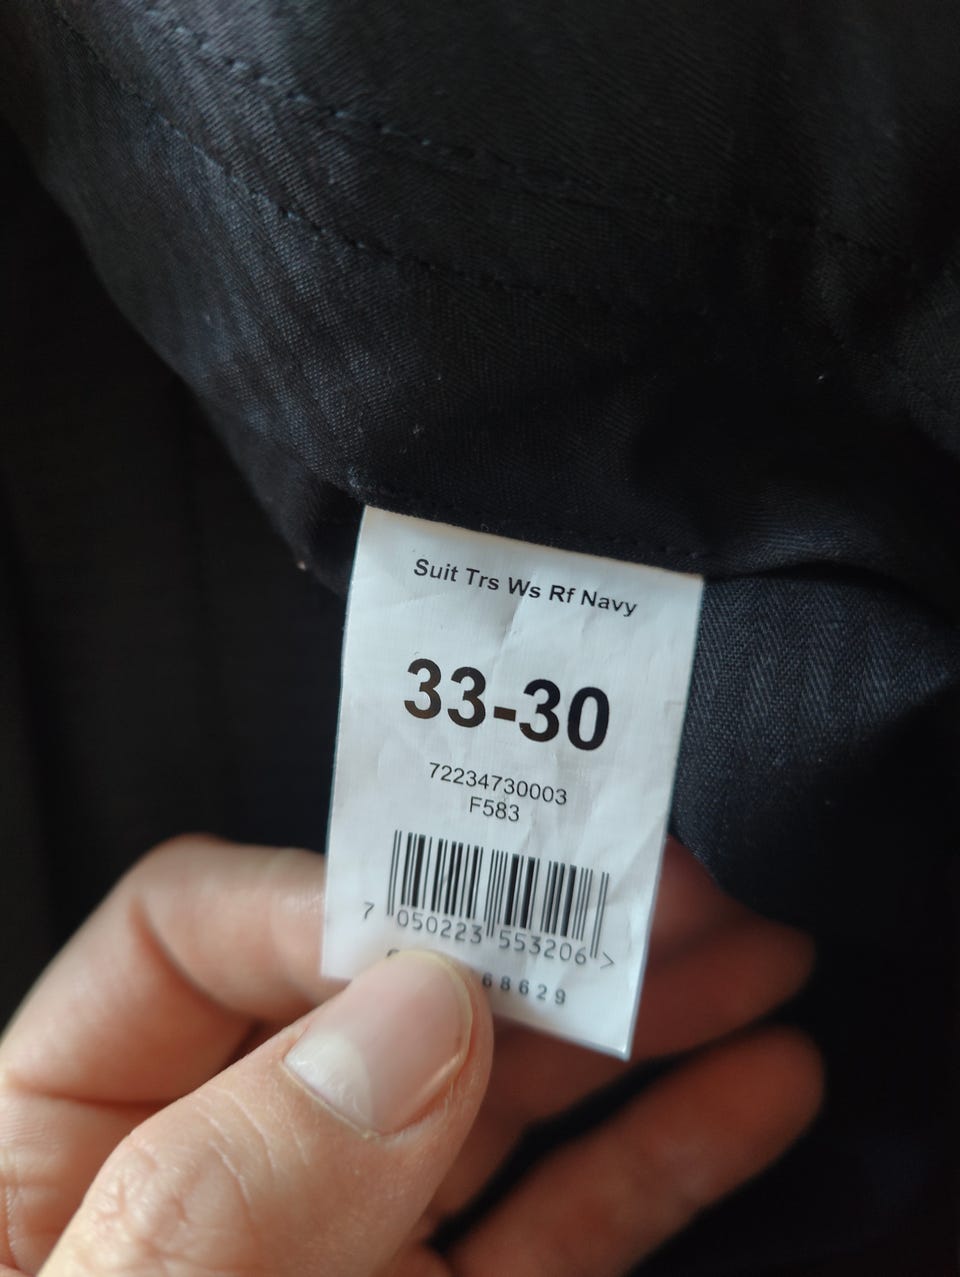 Suit Trs Ws Rf Navy
33-30
72234730003
F583
7 050223 553206 >
68629